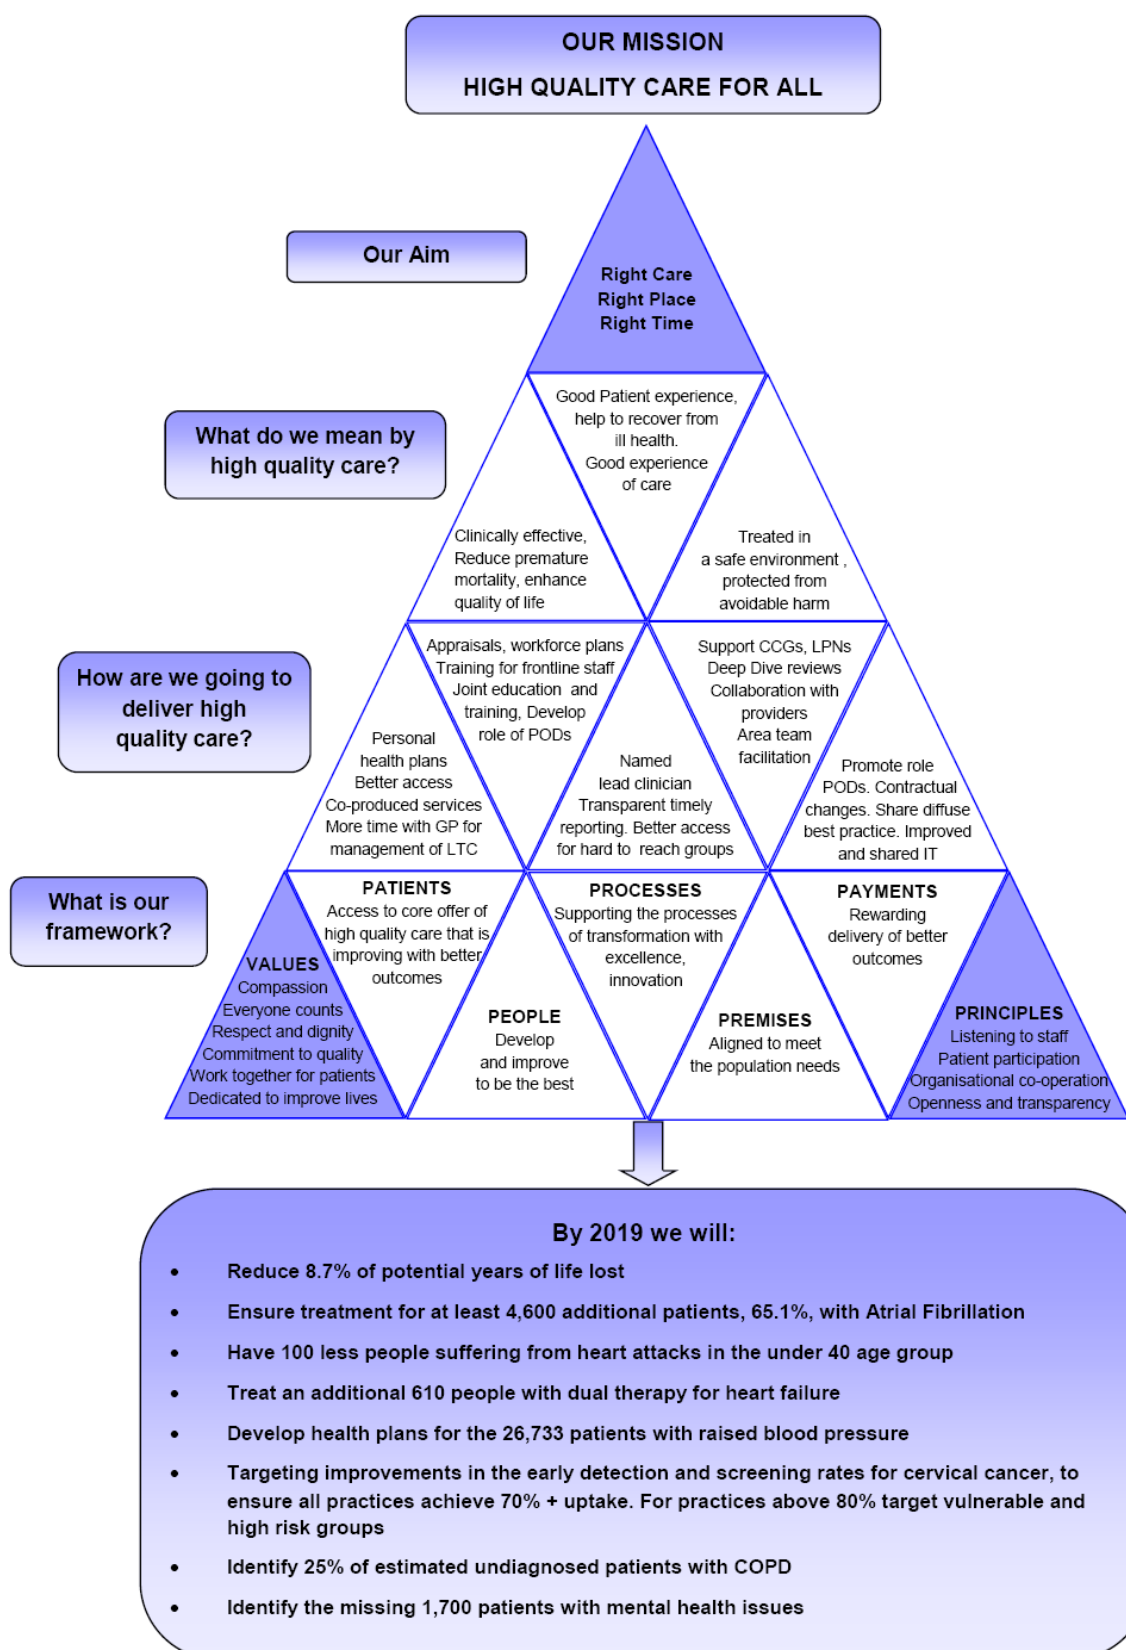 OUR MISSION
HIGH QUALITY CARE FOR ALL
Our Aim
Right Care
Right Place
Right Time
What do we mean by
high quality care?
Good Patient experience,
help to recover from
ill health.
Good experience
of care
Clinically effective,
Reduce premature
mortality, enhance
quality of life
Treated in
a safe environment ,
protected from
avoidable harm
How are we going to
deliver high
quality care?
Personal
health plans
Better access
Co-produced services
More time with GP for
management of LTC
Appraisals, workforce plans
Training for frontline staff
Joint education and
training, Develop
role of PODs
Named
lead clinician
Transparent timely
reporting. Better access
for hard to reach groups
Support CCGs, LPNs
Deep Dive reviews
Collaboration with
providers
Area team
facilitation
Promote role
PODs. Contractual
changes. Share diffuse
best practice. Improved
and shared IT
What is our
framework?
VALUES
Compassion
Everyone counts
Respect and dignity
Commitment to quality
Work together for patients
Dedicated to improve lives
PATIENTS
Access to core offer of
high quality care that is
improving with better
outcomes
PEOPLE
Develop
and improve
to be the best
PROCESSES
Supporting the processes
of transformation with
excellence,
innovation
PREMISES
Aligned to meet
the population needs
PAYMENTS
Rewarding
delivery of better
outcomes
PRINCIPLES
Listening to staff
Patient participation
Organisational co-operation
Openness and transparency
By 2019 we will:
• Reduce 8.7% of potential years of life lost
• Ensure treatment for at least 4,600 additional patients, 65.1%, with Atrial Fibrillation
• Have 100 less people suffering from heart attacks in the under 40 age group
• Treat an additional 610 people with dual therapy for heart failure
• Develop health plans for the 26,733 patients with raised blood pressure
• Targeting improvements in the early detection and screening rates for cervical cancer, to
ensure all practices achieve 70% + uptake. For practices above 80% target vulnerable and
high risk groups
• Identify 25% of estimated undiagnosed patients with COPD
• Identify the missing 1,700 patients with mental health issues